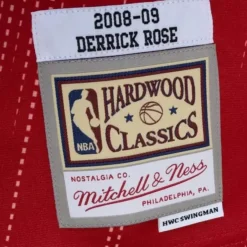 2008-09
DERRICK ROSE
NBA
HARDWOOD
CLASSICS
NOSTALGIA CO.
Mitchell & Ness
PHILADELPHIA, PA.
HWC SWINGMAN